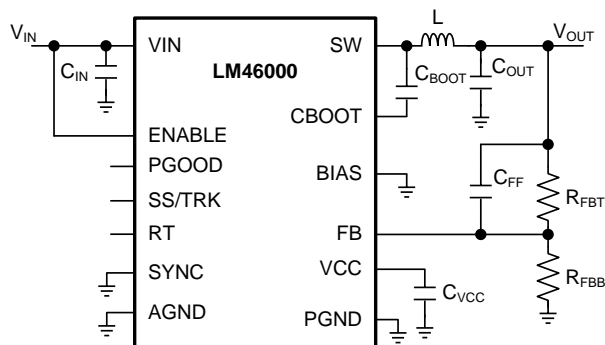 VIN
VIN
CIN
LM46000
SW
L
VOUT
CBOOT
COUT
CBOOT
ENABLE
PGOOD
BIAS
CFF
RFBT
SS/TRK
RT
FB
SYNC
VCC
CVCC
RFBB
AGND
PGND